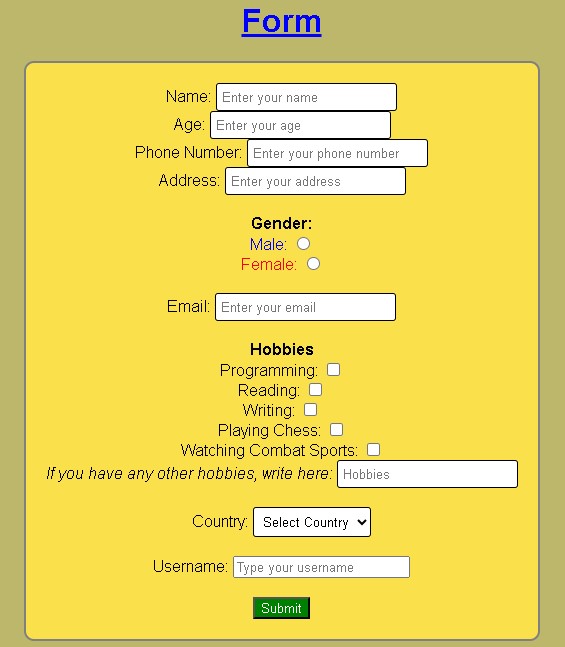 Form
Name: Enter your name
Age: Enter your age
Phone Number: Enter your phone number
Address: Enter your address
Gender:
Male:
Female:
Email: Enter your email
Hobbies
Programming:
Reading:
Writing:
Playing Chess:
Watching Combat Sports:
If you have any other hobbies, write here: Hobbies
Country: Select Country
Username: Type your username
Submit